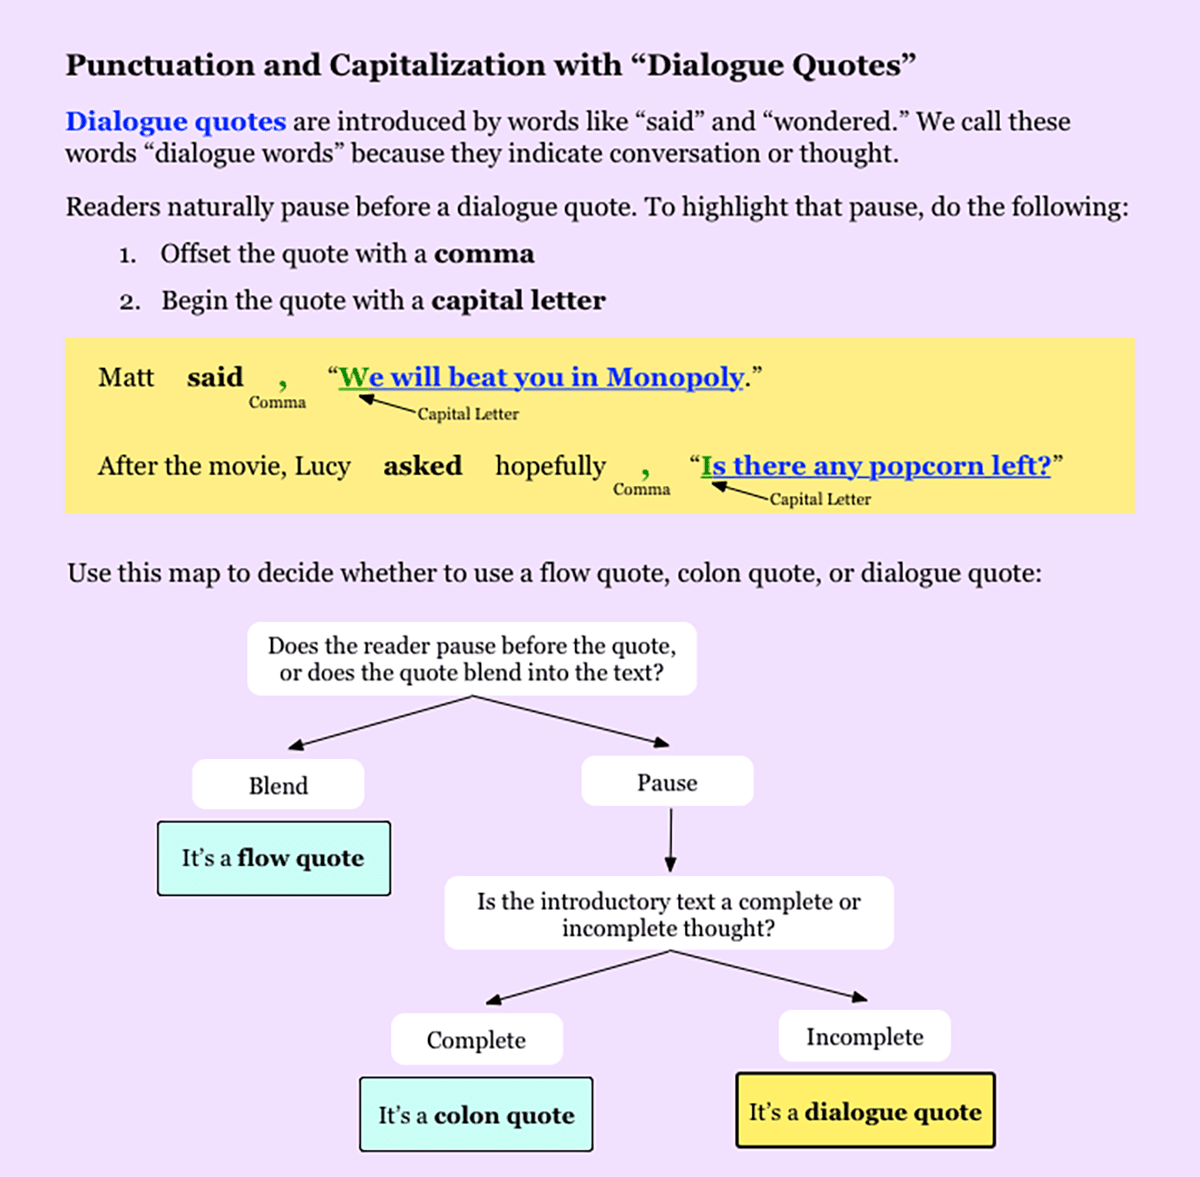 Punctuation and Capitalization with “Dialogue Quotes”
Dialogue quotes are introduced by words like “said” and “wondered.” We call these
words “dialogue words” because they indicate conversation or thought.
Readers naturally pause before a dialogue quote. To highlight that pause, do the following:
1. Offset the quote with a comma
2. Begin the quote with a capital letter
Matt said , “We will beat you in Monopoly.”
Comma
Capital Letter
After the movie, Lucy asked hopefully , “Is there any popcorn left?”
Comma
Capital Letter
Use this map to decide whether to use a flow quote, colon quote, or dialogue quote:
Does the reader pause before the quote,
or does the quote blend into the text?
Blend
Pause
It’s a flow quote
Is the introductory text a complete or
incomplete thought?
Complete
Incomplete
It’s a colon quote
It’s a dialogue quote